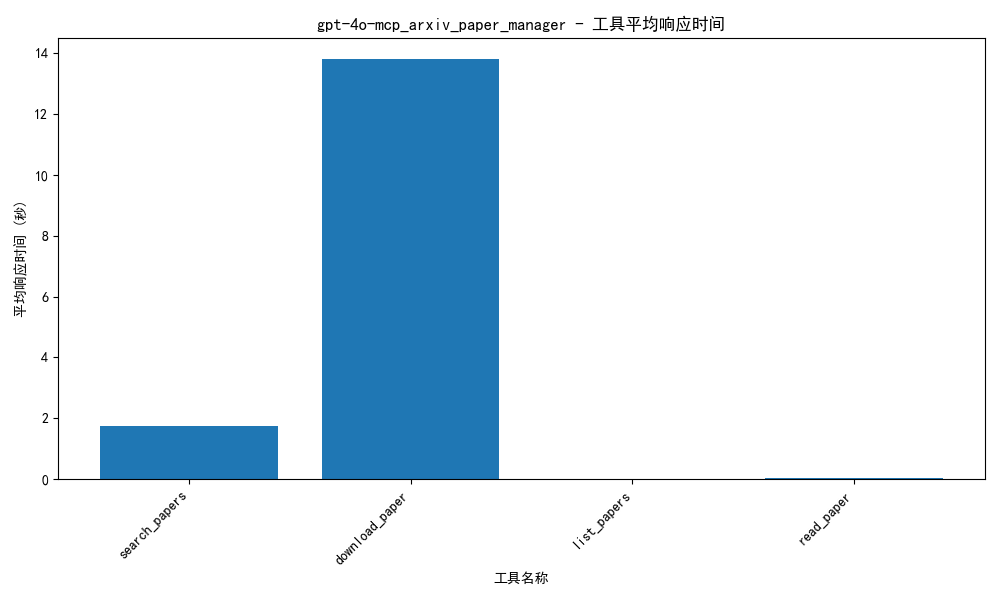 gpt-4o-mcp_arxiv_paper_manager - 工具平均响应时间
平均响应时间 (秒)
14
12
10
8
6
4
2
0
search_papers
download_paper
list_papers
read_paper
工具名称